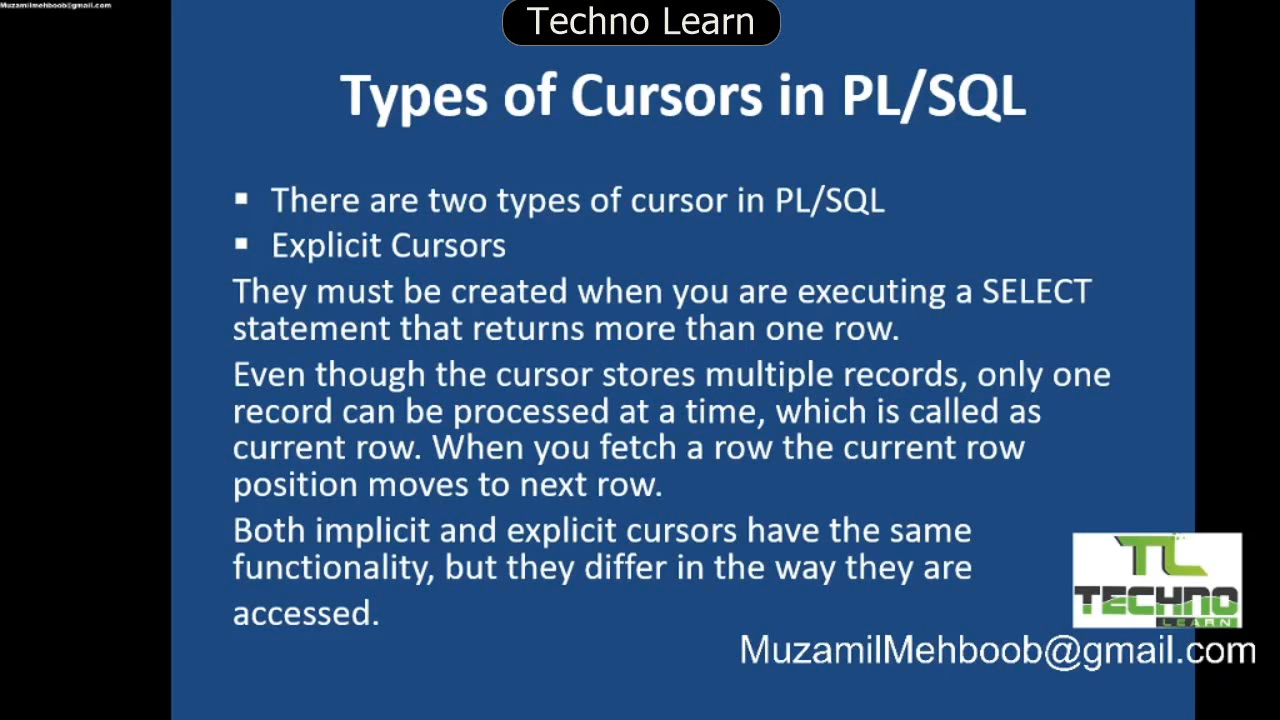 Muzamilmehboob@gmail.com
Techno Learn
Types of Cursors in PL/SQL
▪ There are two types of cursor in PL/SQL
▪ Explicit Cursors
They must be created when you are executing a SELECT
statement that returns more than one row.
Even though the cursor stores multiple records, only one
record can be processed at a time, which is called as
current row. When you fetch a row the current row
position moves to next row.
Both implicit and explicit cursors have the same
functionality, but they differ in the way they are
accessed.
TL
TECHNO
LEARN
MuzamilMehboob@gmail.com